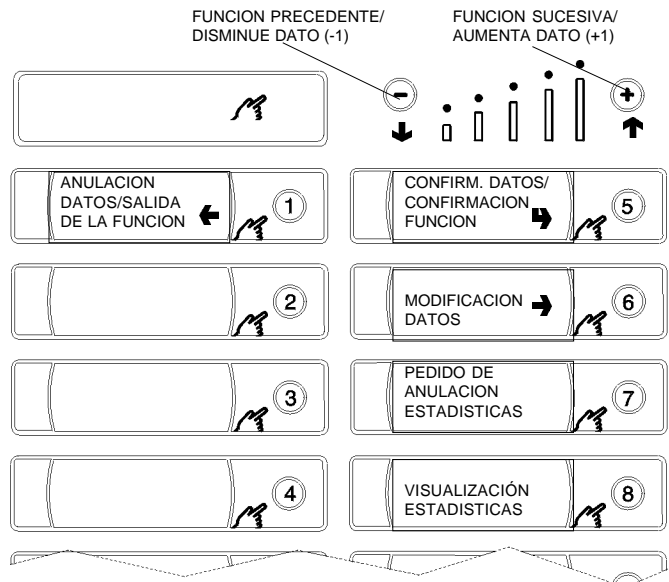 FUNCION PRECEDENTE/
DISMINUE DATO (-1)
FUNCION SUCESIVA/
AUMENTA DATO (+1)
ANULACION
DATOS/SALIDA
DE LA FUNCION
1
CONFIRM. DATOS/
CONFIRMACION
FUNCION
5
2
MODIFICACION
DATOS
6
3
PEDIDO DE
ANULACION
ESTADISTICAS
7
4
VISUALIZACIÓN
ESTADISTICAS
8